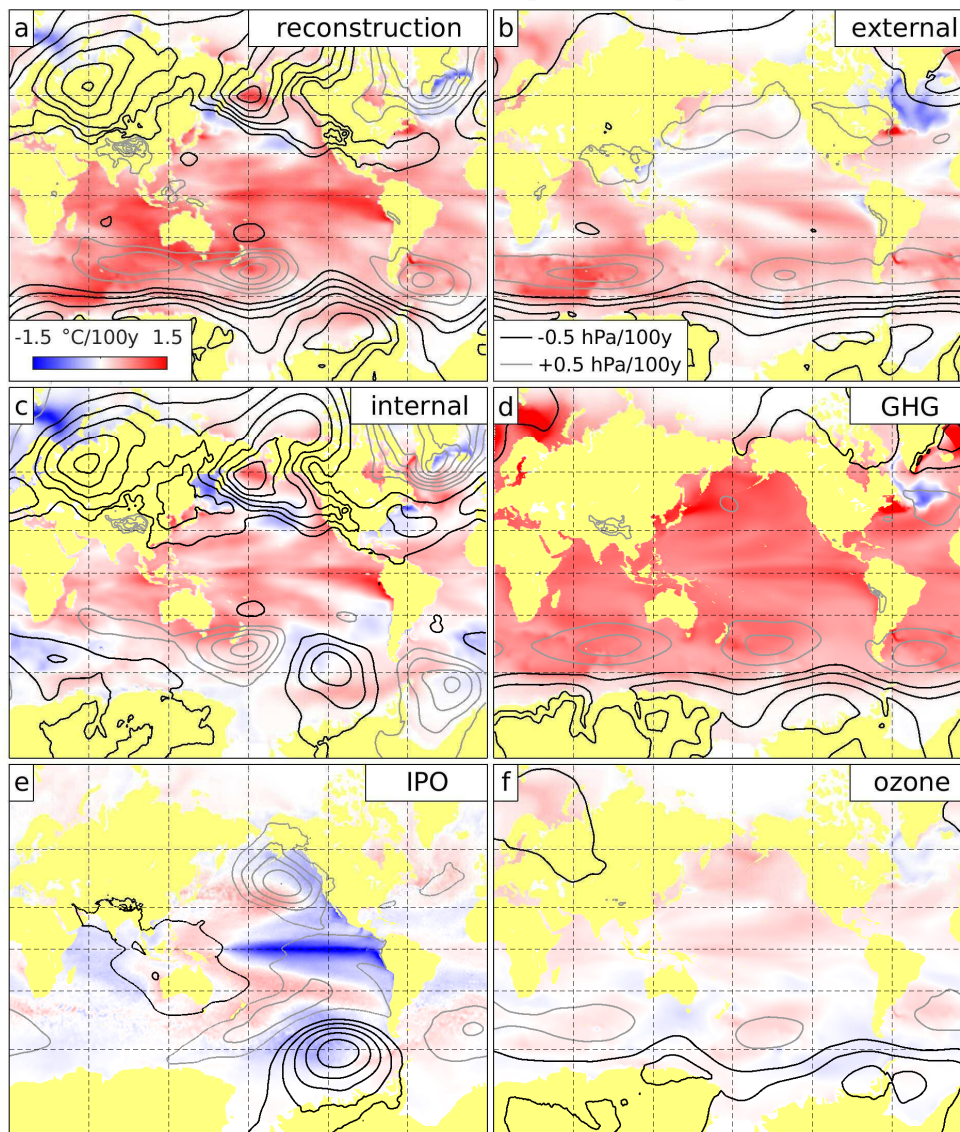 a
reconstruction
b
external
-1.5 °C/100y 1.5
-0.5 hPa/100y
+0.5 hPa/100y
c
internal
d
GHG
e
IPO
f
ozone